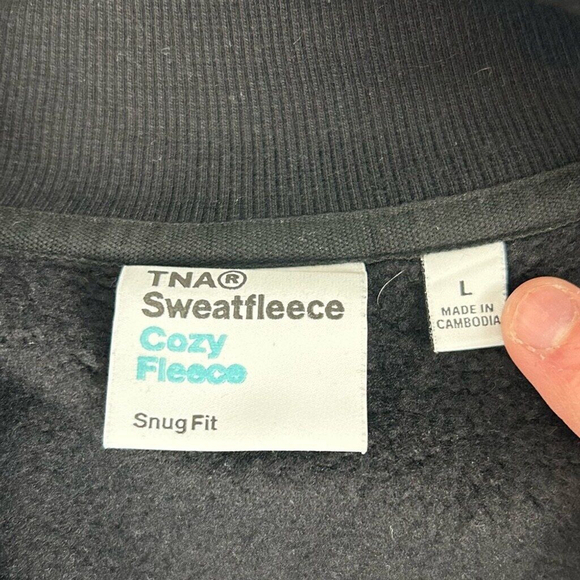 TNA®
Sweatfleece
Cozy
Fleece
Snug Fit
L
MADE IN
CAMBODIA